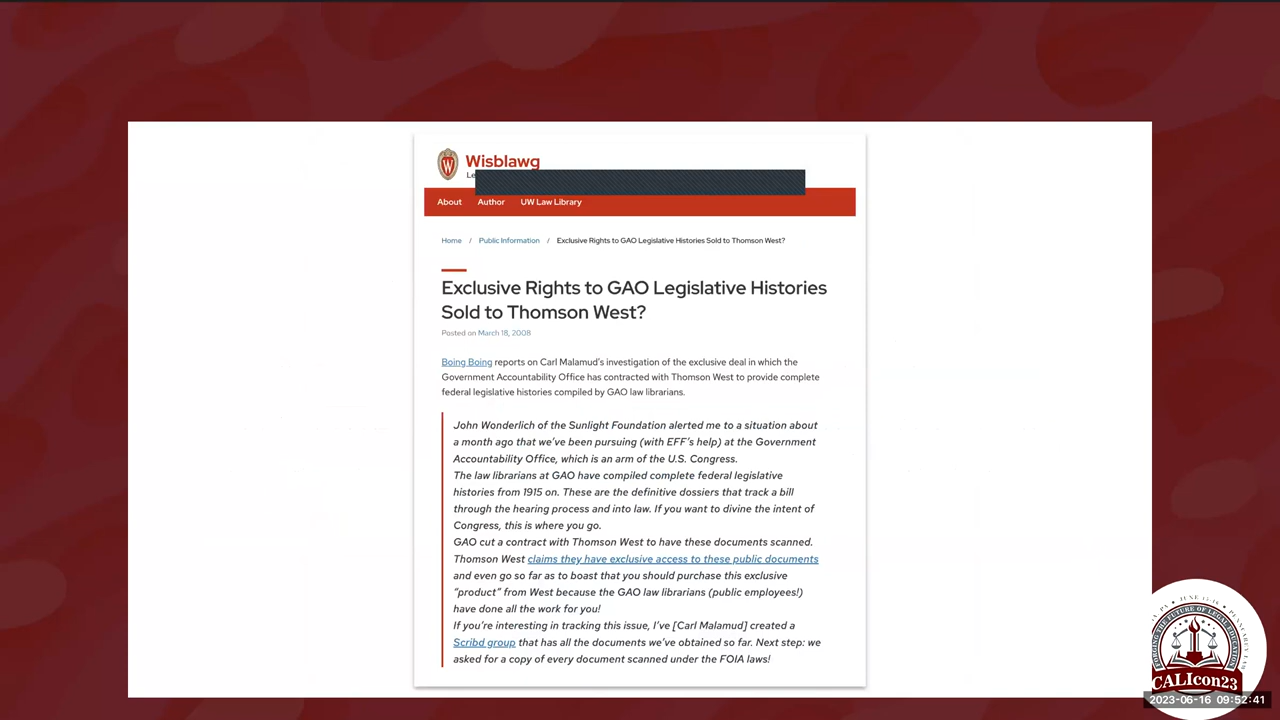 Wisblawg
Le
About Author UW Law Library
Home / Public Information / Exclusive Rights to GAO Legislative Histories Sold to Thomson West?
Exclusive Rights to GAO Legislative Histories
Sold to Thomson West?
Posted on March 18, 2008
Boing Boing reports on Carl Malamud's investigation of the exclusive deal in which the
Government Accountability Office has contracted with Thomson West to provide complete
federal legislative histories compiled by GAO law librarians.
John Wonderlich of the Sunlight Foundation alerted me to a situation about
a month ago that we've been pursuing (with EFF's help) at the Government
Accountability Office, which is an arm of the U.S. Congress.
The law librarians at GAO have compiled complete federal legislative
histories from 1915 on. These are the definitive dossiers that track a bill
through the hearing process and into law. If you want to divine the intent of
Congress, this is where you go.
GAO cut a contract with Thomson West to have these documents scanned.
Thomson West claims they have exclusive access to these public documents
and even go so far as to boast that you should purchase this exclusive
"product" from West because the GAO law librarians (public employees!)
have done all the work for you!
If you're interesting in tracking this issue, I've [Carl Malamud] created a
Scribd group that has all the documents we've obtained so far. Next step: we
asked for a copy of every document scanned under the FOIA laws!
CALIcon23
2023-06-16 09:52:41